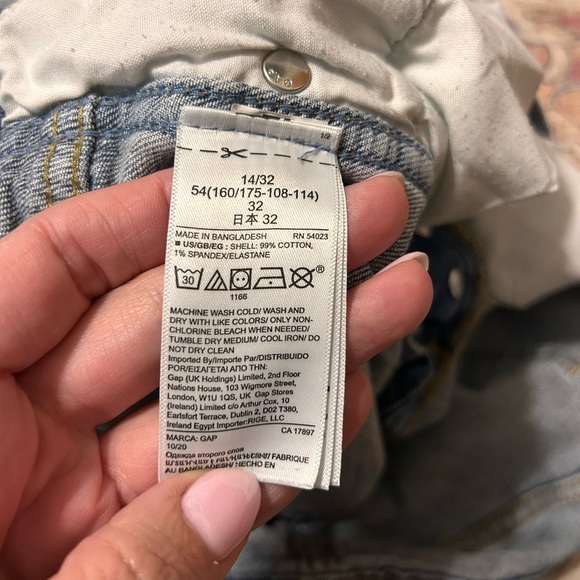 1/2
14/32
54(160/175-108-114)
32
日本 32
MADE IN BANGLADESH RN 54023
■ US/GB/EG : SHELL: 99% COTTON,
1% SPANDEX/ELASTANE
30 ®
1166
MACHINE WASH COLD/ WASH AND
DRY WITH LIKE COLORS/ ONLY NON-
CHLORINE BLEACH WHEN NEEDED/
TUMBLE DRY MEDIUM/ COOL IRON/ DO
NOT DRY CLEAN
Imported By/Importe Par/DISTRIBUIDO
POR/ΕΙΣΑΓΕΤΑΙ ΑΠΟ ΤΗΝ:
Gap (UK Holdings) Limited, 2nd Floor
Nations House, 103 Wigmore Street,
London, W1U 1QS, UK Gap Stores
(Ireland) Limited c/o Arthur Cox, 10
Earlsfort Terrace, Dublin 2, D02 T380,
Ireland Egypt Importer:RIGE, LLC
CA 17897
MARCA: GAP
10/20
Одежда второго слоя
FABRIQUE
AU BANGLADESH/ HECHO EN